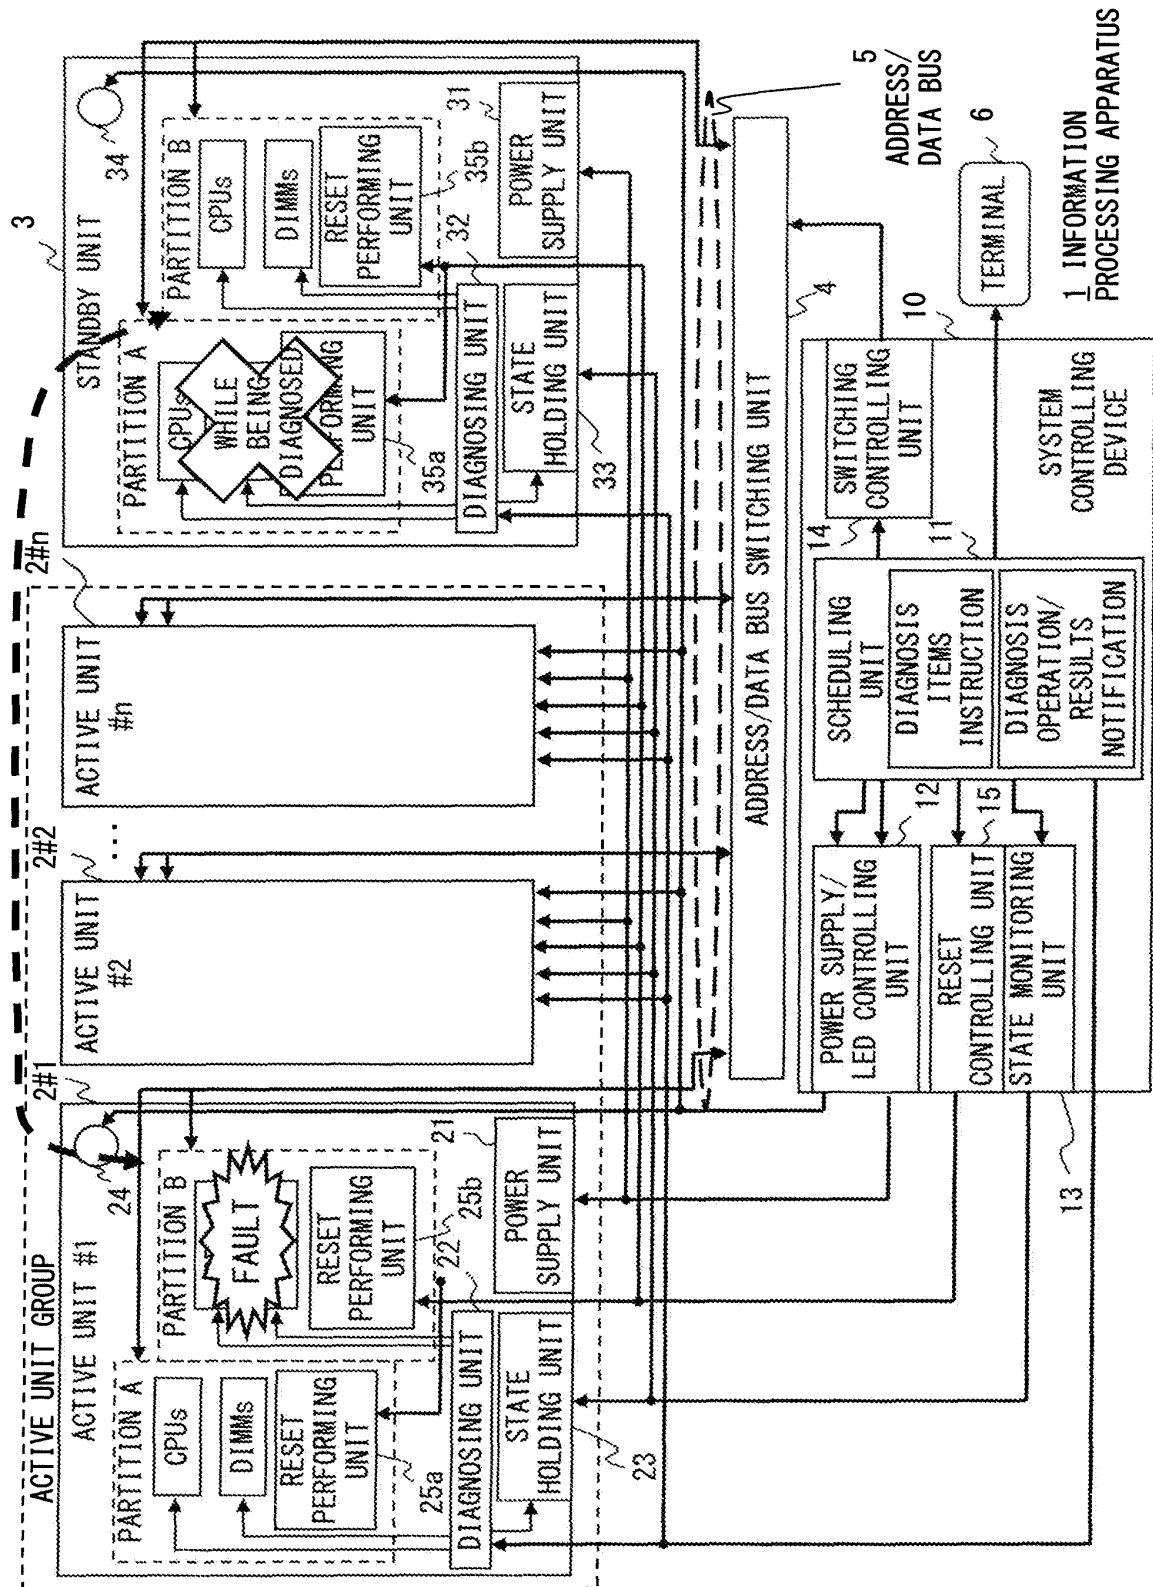 ACTIVE UNIT GROUP
2#1
ACTIVE UNIT #1
24
PARTITION A
CPUs
DIMMs
RESET
PERFORMING
UNIT
25a
PARTITION B
FAULT
RESET
PERFORMING
UNIT
25b
22
21
DIAGNOSING UNIT
STATE
HOLDING UNIT
23
POWER
SUPPLY UNIT
2#2
ACTIVE UNIT
#2
...
2#n
ACTIVE UNIT
#n
3
STANDBY UNIT
34
PARTITION A
CPUs
WHILE
BEING
DIAGNOSED
PERFORMING
UNIT
35a
PARTITION B
CPUs
DIMMs
RESET
PERFORMING
UNIT
35b
32
31
DIAGNOSING UNIT
STATE
HOLDING UNIT
33
POWER
SUPPLY UNIT
5
ADDRESS/
DATA BUS
ADDRESS/DATA BUS SWITCHING UNIT
4
6
TERMINAL
1 INFORMATION
PROCESSING APPARATUS
10
SYSTEM
CONTROLLING
DEVICE
POWER SUPPLY/
LED CONTROLLING
UNIT
12
RESET
CONTROLLING UNIT
15
STATE MONITORING
UNIT
13
SCHEDULING
UNIT
11
DIAGNOSIS
ITEMS
INSTRUCTION
DIAGNOSIS
OPERATION/
RESULTS
NOTIFICATION
14
SWITCHING
CONTROLLING
UNIT